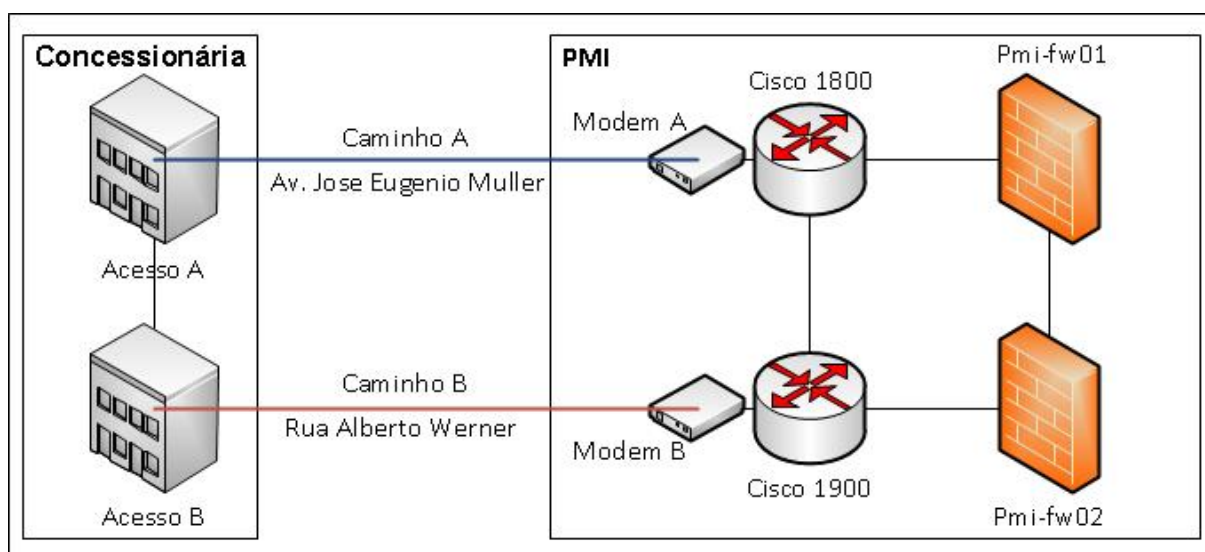 Concessionária
PMI
Pmi-fw01
Cisco 1800
Modem A
Caminho A
Av. Jose Eugenio Muller
Acesso A
Caminho B
Rua Alberto Werner
Modem B
Cisco 1900
Acesso B
Pmi-fw02